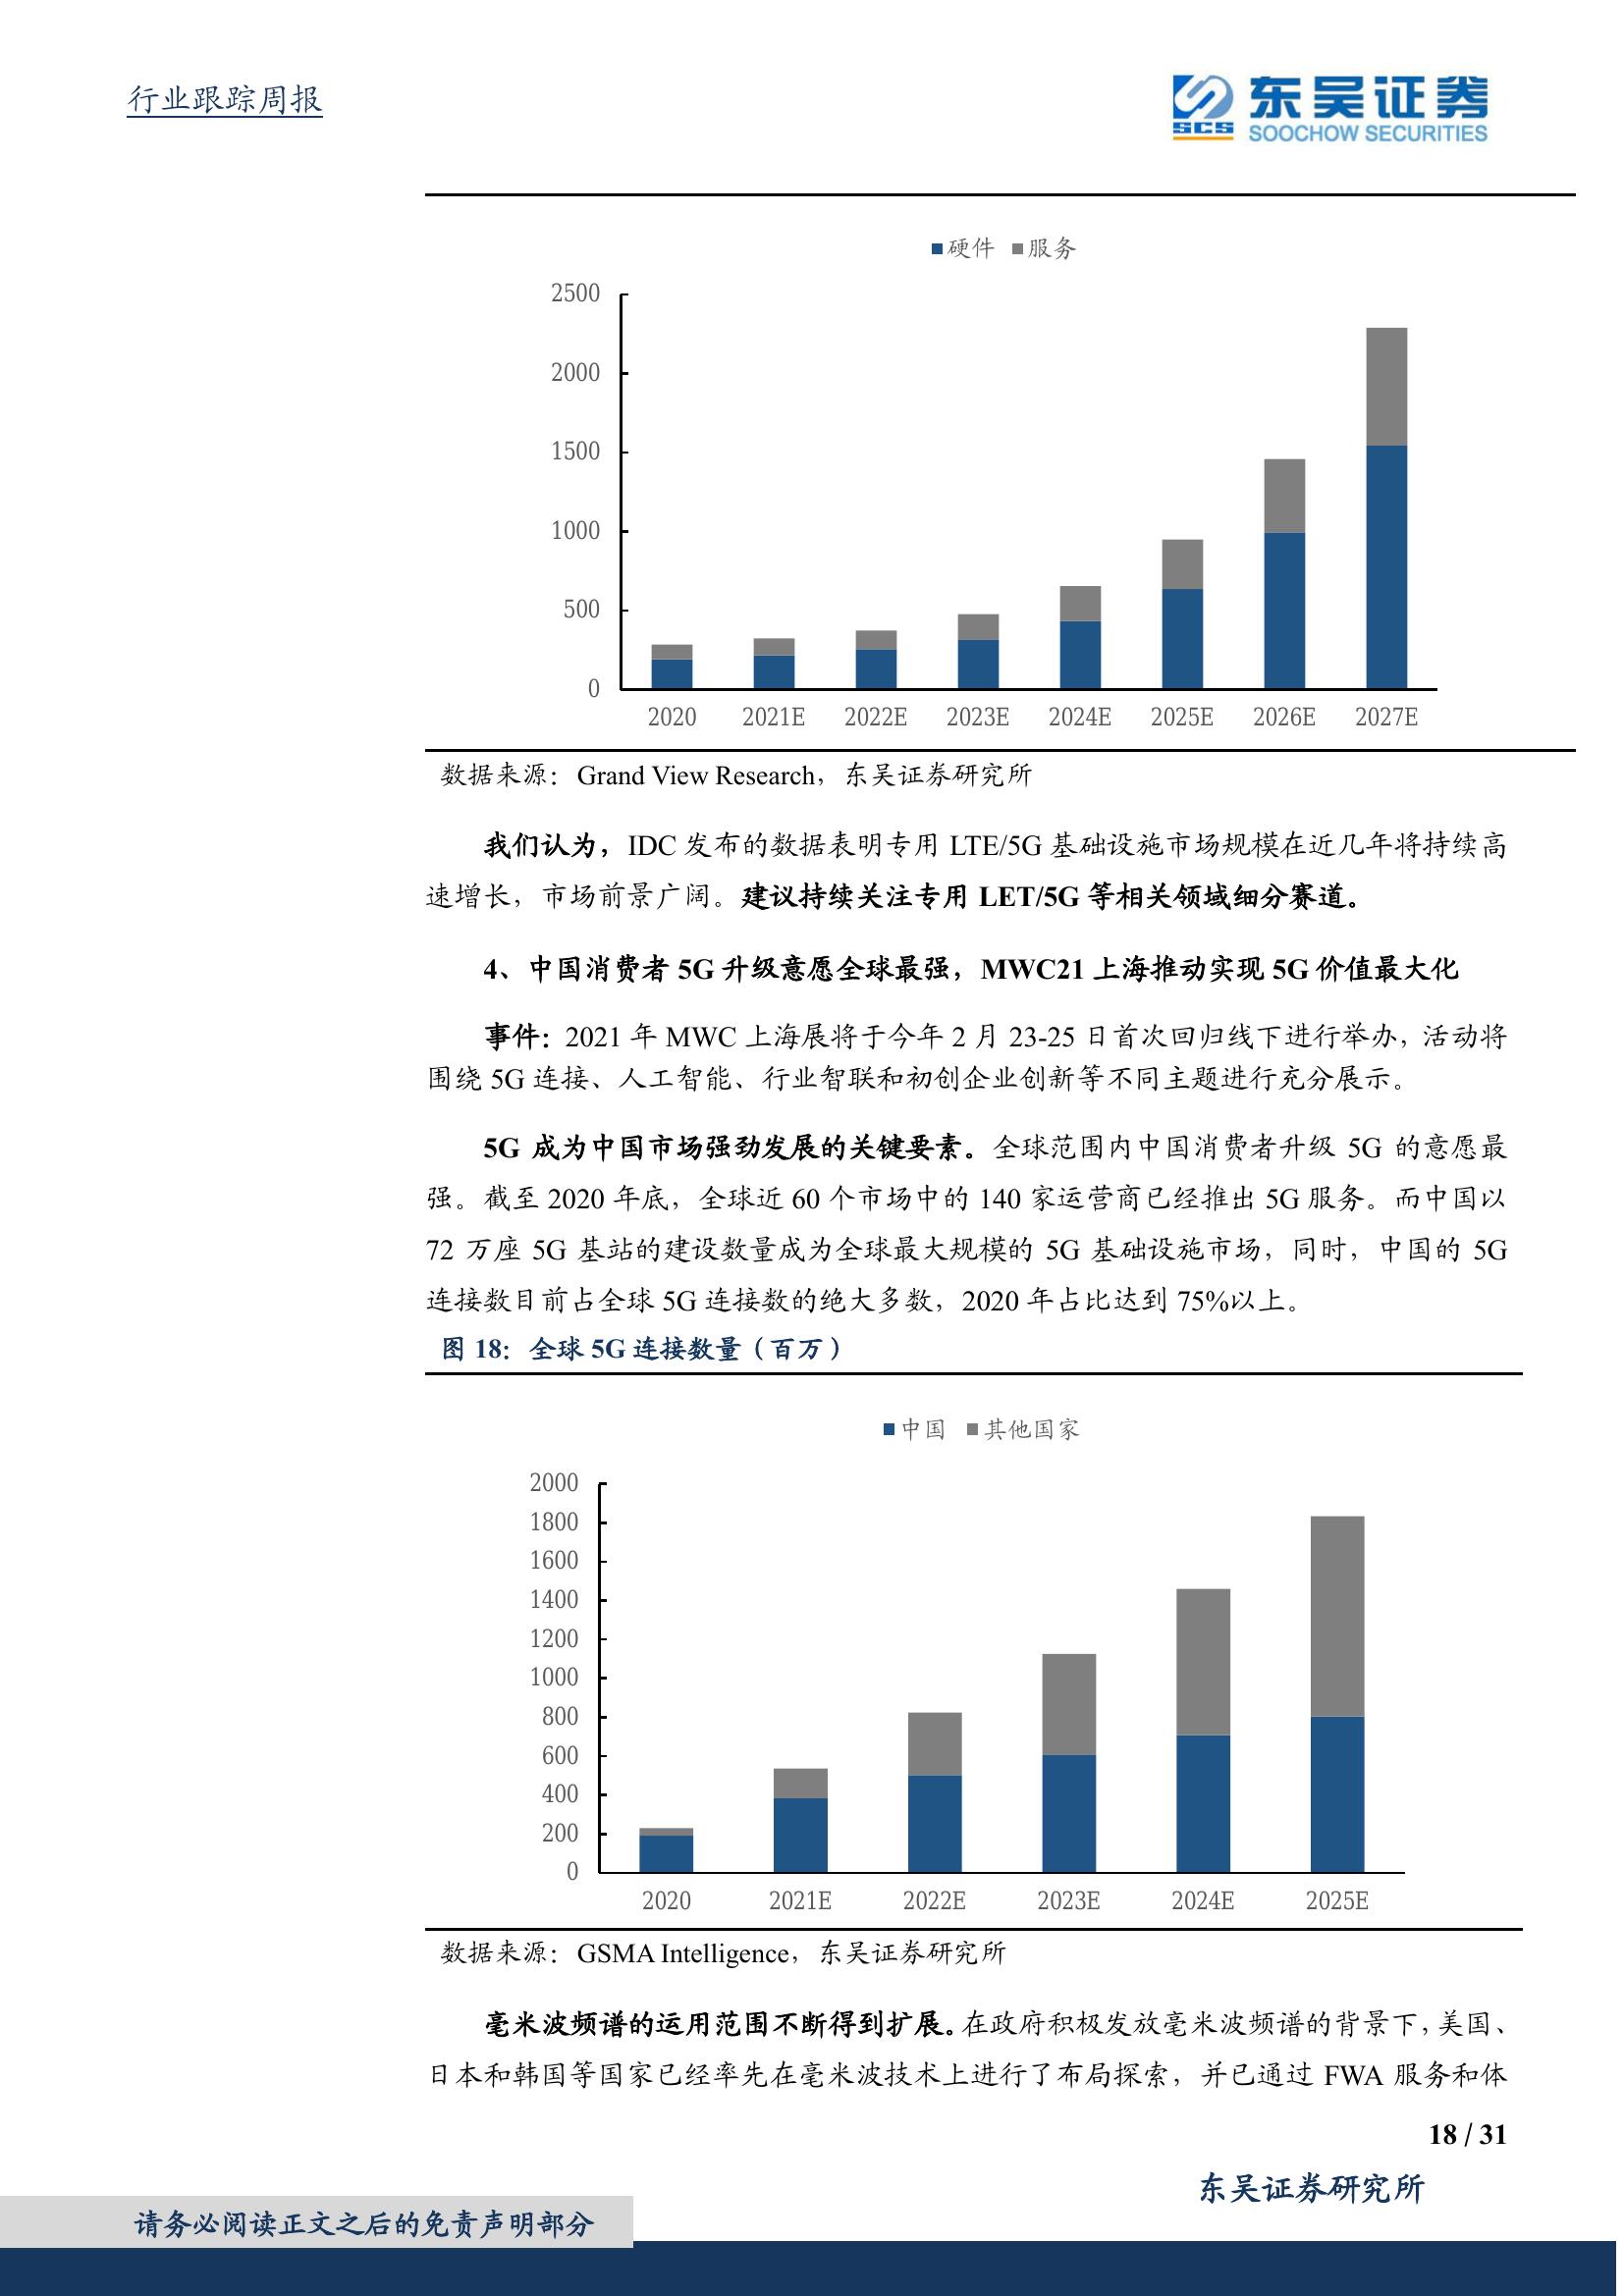 行业跟踪周报
SCS
东吴证券
SOOCHOW SECURITIES
硬件 服务
2500
2000
1500
1000
500
0
2020 2021E 2022E 2023E 2024E 2025E 2026E 2027E
数据来源：Grand View Research，东吴证券研究所
我们认为，IDC 发布的数据表明专用 LTE/5G 基础设施市场规模在近几年将持续高
速增长，市场前景广阔。建议持续关注专用 LET/5G 等相关领域细分赛道。
4、中国消费者 5G 升级意愿全球最强，MWC21 上海推动实现 5G 价值最大化
事件：2021 年 MWC 上海展将于今年 2 月 23-25 日首次回归线下进行举办，活动将
围绕 5G 连接、人工智能、行业智联和初创企业创新等不同主题进行充分展示。
5G 成为中国市场强劲发展的关键要素。全球范围内中国消费者升级 5G 的意愿最
强。截至 2020 年底，全球近 60 个市场中的 140 家运营商已经推出 5G 服务。而中国以
72 万座 5G 基站的建设数量成为全球最大规模的 5G 基础设施市场，同时，中国的 5G
连接数目前占全球 5G 连接数的绝大多数，2020 年占比达到 75%以上。
图 18：全球 5G 连接数量（百万）
中国 其他国家
2000
1800
1600
1400
1200
1000
800
600
400
200
0
2020 2021E 2022E 2023E 2024E 2025E
数据来源：GSMA Intelligence，东吴证券研究所
毫米波频谱的运用范围不断得到扩展。在政府积极发放毫米波频谱的背景下，美国、
日本和韩国等国家已经率先在毫米波技术上进行了布局探索，并已通过 FWA 服务和体
18 / 31
东吴证券研究所
请务必阅读正文之后的免责声明部分